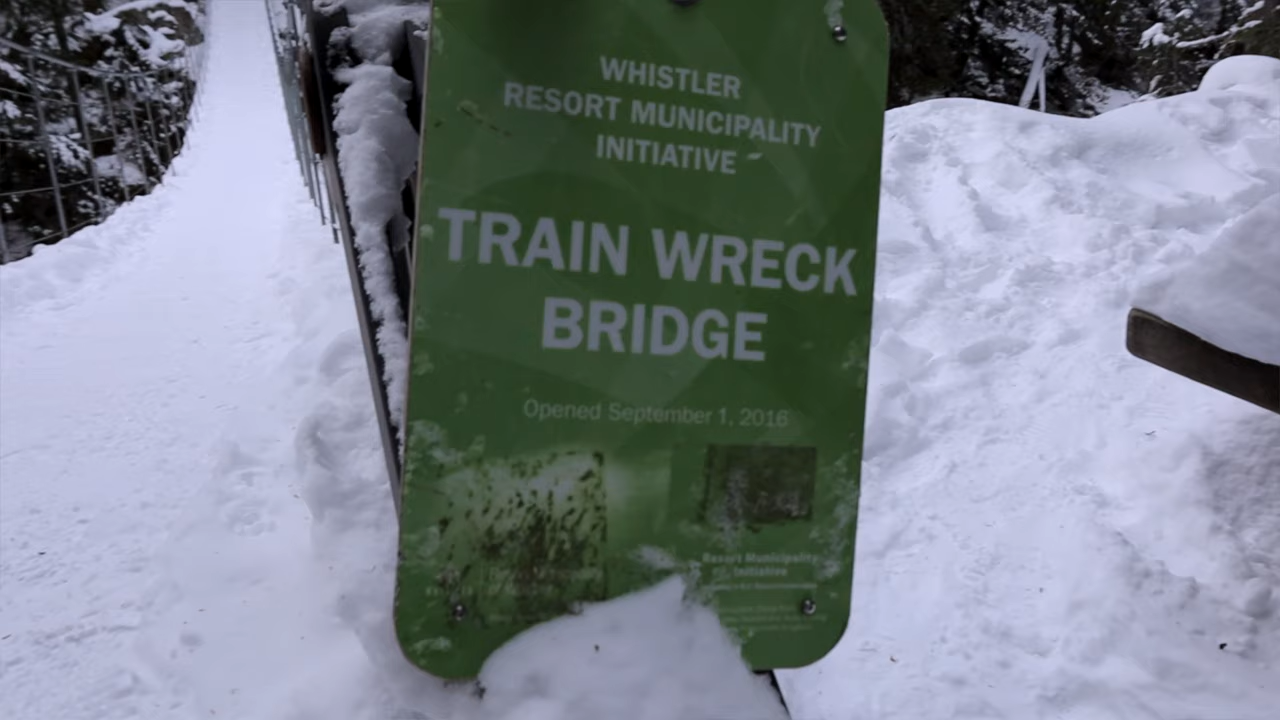 WHISTLER
RESORT MUNICIPALITY
INITIATIVE
TRAIN WRECK
BRIDGE
Opened September 1, 2016
Resort Municipality
Initiative